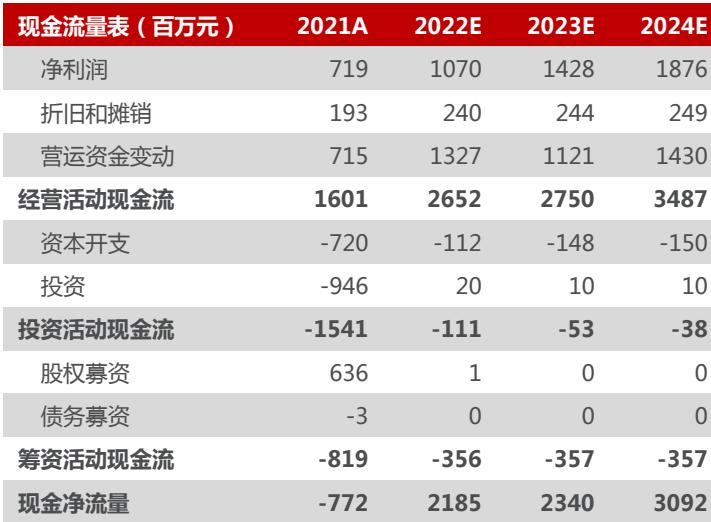 现金流量表（百万元） 2021A 2022E 2023E 2024E
净利润 719 1070 1428 1876
折旧和摊销 193 240 244 249
营运资金变动 715 1327 1121 1430
经营活动现金流 1601 2652 2750 3487
资本开支 -720 -112 -148 -150
投资 -946 20 10 10
投资活动现金流 -1541 -111 -53 -38
股权募资 636 1 0 0
债务募资 -3 0 0 0
筹资活动现金流 -819 -356 -357 -357
现金净流量 -772 2185 2340 3092